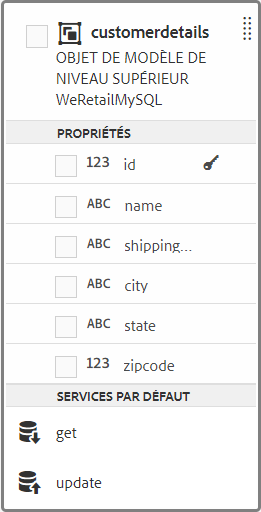 customerdetails
OBJET DE MODÈLE DE
NIVEAU SUPÉRIEUR
WeRetailMySQL
PROPRIÉTÉS
123 id
ABC name
ABC shipping...
ABC city
ABC state
123 zipcode
SERVICES PAR DÉFAUT
get
update